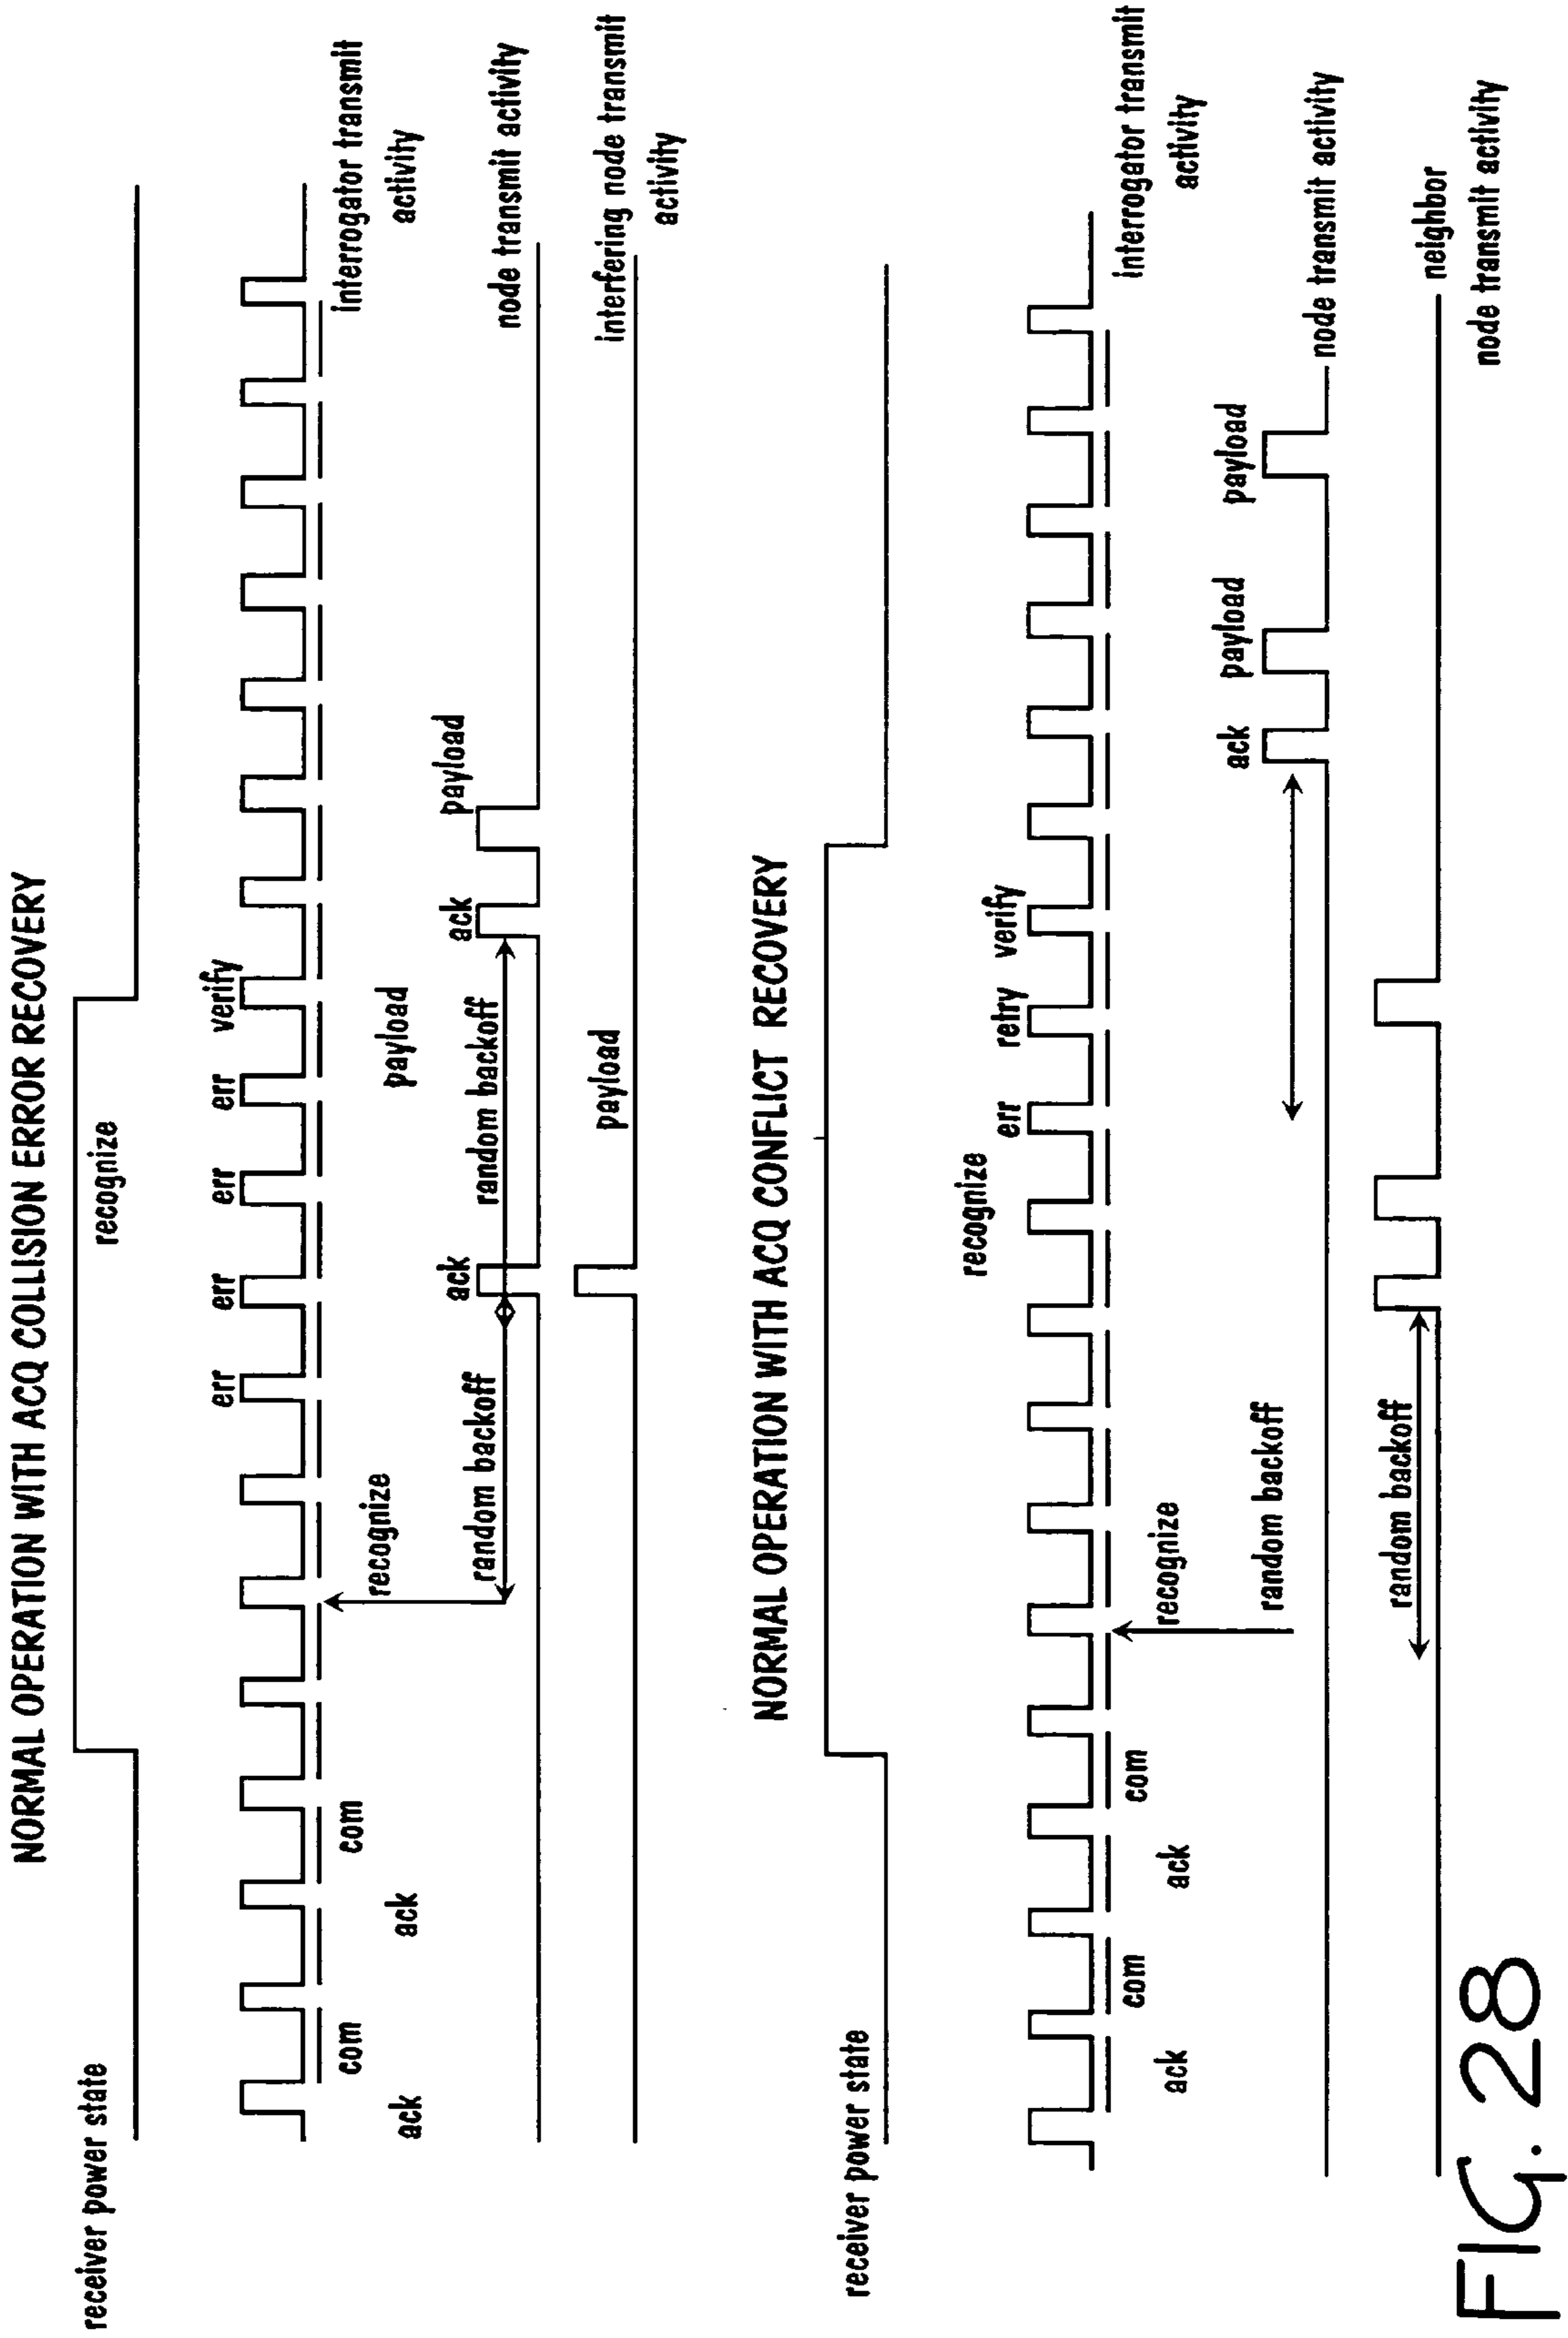 NORMAL OPERATION WITH ACQ COLLISION ERROR RECOVERY
receiver power state
recognize
err
err
err
err
verify
com
com
interrogator transmit
activity
ack
ack
recognize
payload
ack
ack
payload
random backoff
random backoff
node transmit activity
payload
interfering node transmit
activity
NORMAL OPERATION WITH ACQ CONFLICT RECOVERY
receiver power state
recognize
err
retry
verify
com
com
interrogator transmit
activity
ack
ack
recognize
ack
payload
payload
random backoff
node transmit activity
random backoff
neighbor
node transmit activity
FIG. 28